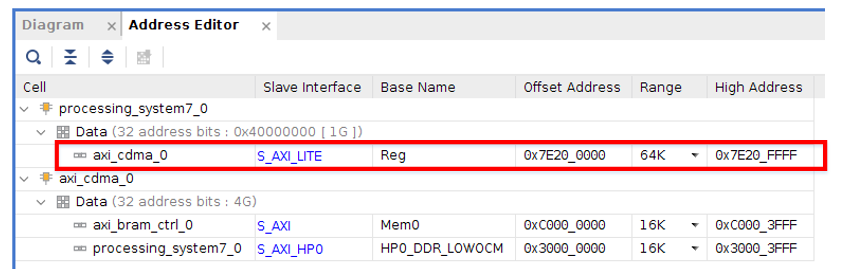 Diagram × Address Editor ×
Cell Slave Interface Base Name Offset Address Range High Address
processing_system7_0
Data (32 address bits : 0x40000000 [ 1G ])
axi_cdma_0 S_AXI_LITE Reg 0x7E20_0000 64K 0x7E20_FFFF
axi_cdma_0
Data (32 address bits : 4G)
axi_bram_ctrl_0 S_AXI Mem0 0xC000_0000 16K 0xC000_3FFF
processing_system7_0 S_AXI_HP0 HP0_DDR_LOWOCM 0x3000_0000 16K 0x3000_3FFF